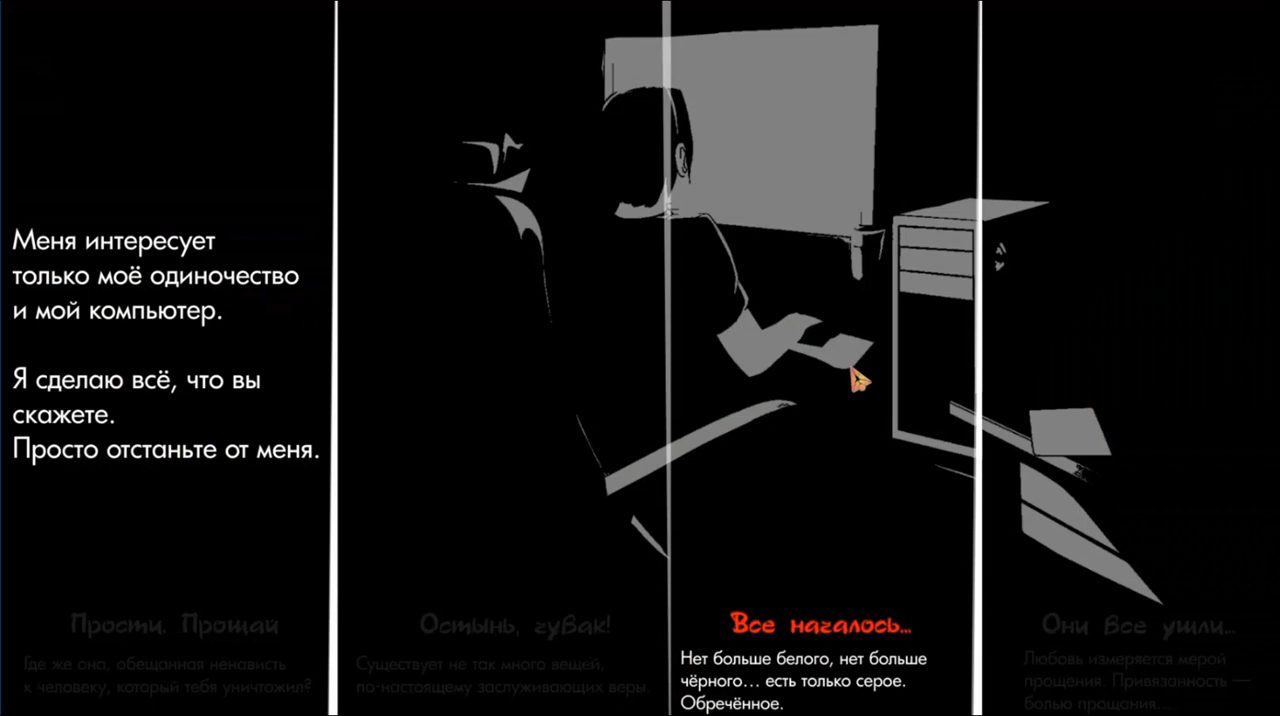 Меня интересует
только моё одиночество
и мой компьютер.
Я сделаю всё, что вы
скажете.
Просто отстаньте от меня.
Прости. Прощай
Где же она, обещанная ненависть
к человеку, который тебя уничтожил?
Остынь, чувак!
Существует не так много вещей,
по-настоящему заслуживающих веры.
Все началось...
Нет больше белого, нет больше
чёрного... есть только серое.
Обречённое.
Они все ушли...
Любовь измеряется мерой
прощения. Привязанность —
болью прощания...